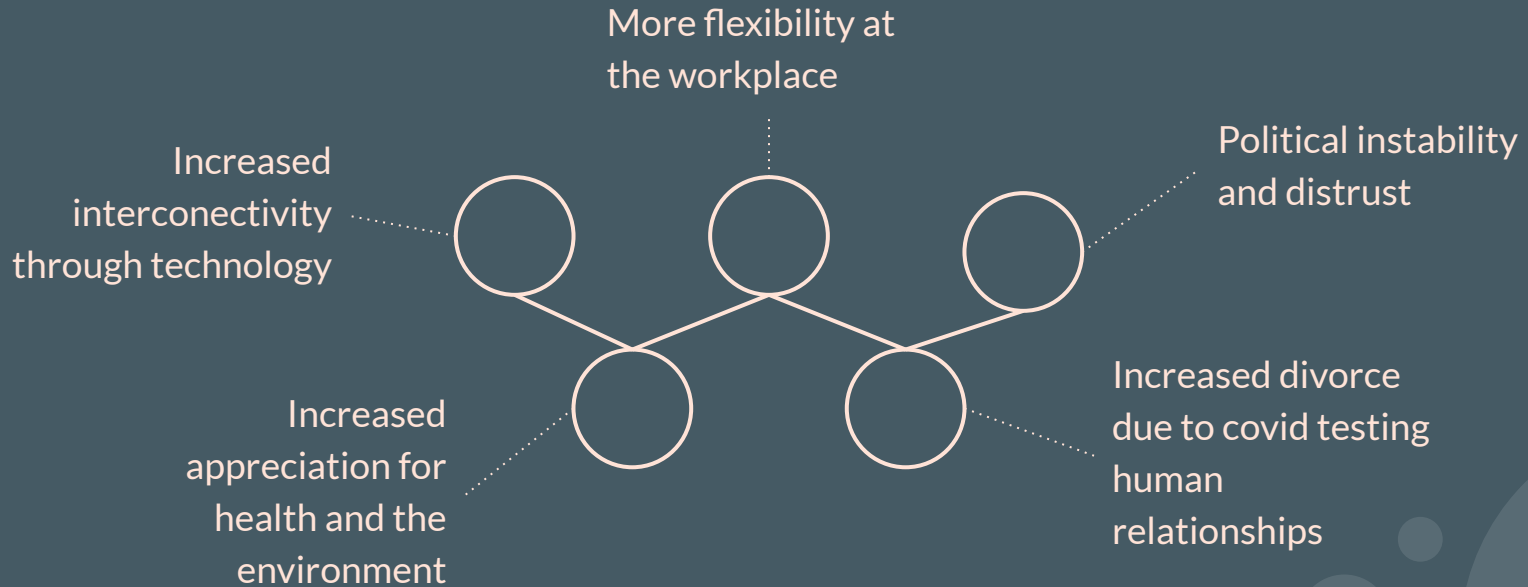 More flexibility at
the workplace
Increased
interconectivity
through technology
Political instability
and distrust
Increased
appreciation for
health and the
environment
Increased divorce
due to covid testing
human
relationships